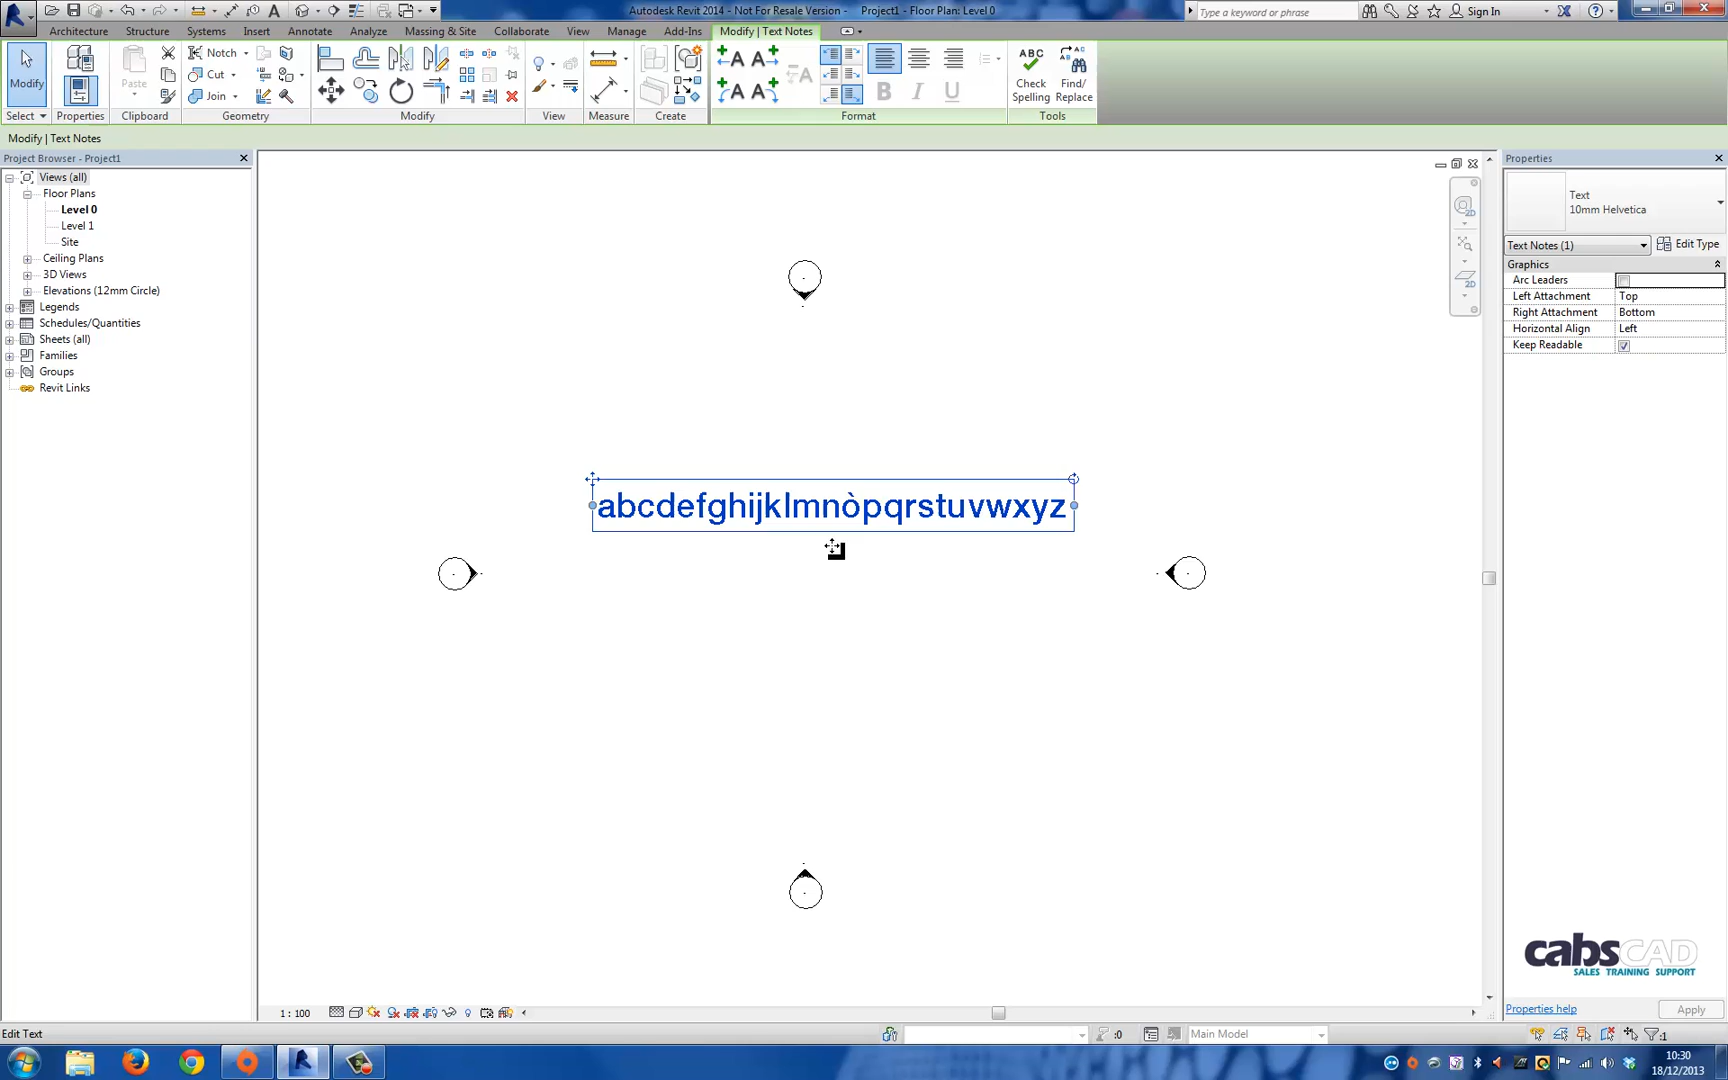 Autodesk Revit 2014 - Not For Resale Version - Project1 - Floor Plan: Level 0
Type a keyword or phrase
Sign In
Architecture Structure Systems Insert Annotate Analyze Massing & Site Collaborate View Manage Add-Ins Modify | Text Notes
Modify
Paste
Notch
Cut
Join
Check Spelling
Find/ Replace
Select Properties Clipboard Geometry Modify View Measure Create Format Tools
Modify | Text Notes
Project Browser - Project1
Views (all)
Floor Plans
Level 0
Level 1
Site
Ceiling Plans
3D Views
Elevations (12mm Circle)
Legends
Schedules/Quantities
Sheets (all)
Families
Groups
Revit Links
abcdefghijklmnòpqrstuvwxyz
2D
2D
Properties
Text
10mm Helvetica
Text Notes (1)
Edit Type
Graphics
Arc Leaders
Left Attachment Top
Right Attachment Bottom
Horizontal Align Left
Keep Readable
cabsCAD
SALES TRAINING SUPPORT
Properties help
Apply
1 : 100
Edit Text
:0
Main Model
:1
10:30
18/12/2013